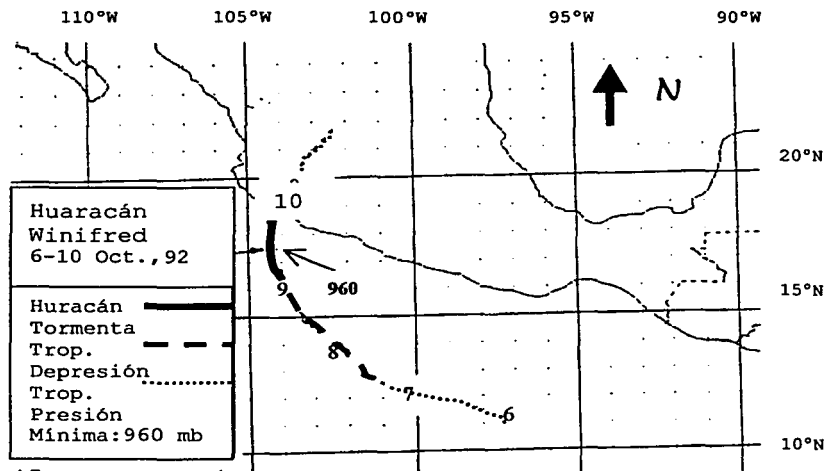 110°W 105°W 100°W 95°W 90°W
N
20°N
10
Huaracán
Winifred
6-10 Oct.,92
9 960
15°N
Huracán
Tormenta
Trop.
8
Depresión
Trop.
7
6
Presión
Mínima:960 mb
10°N